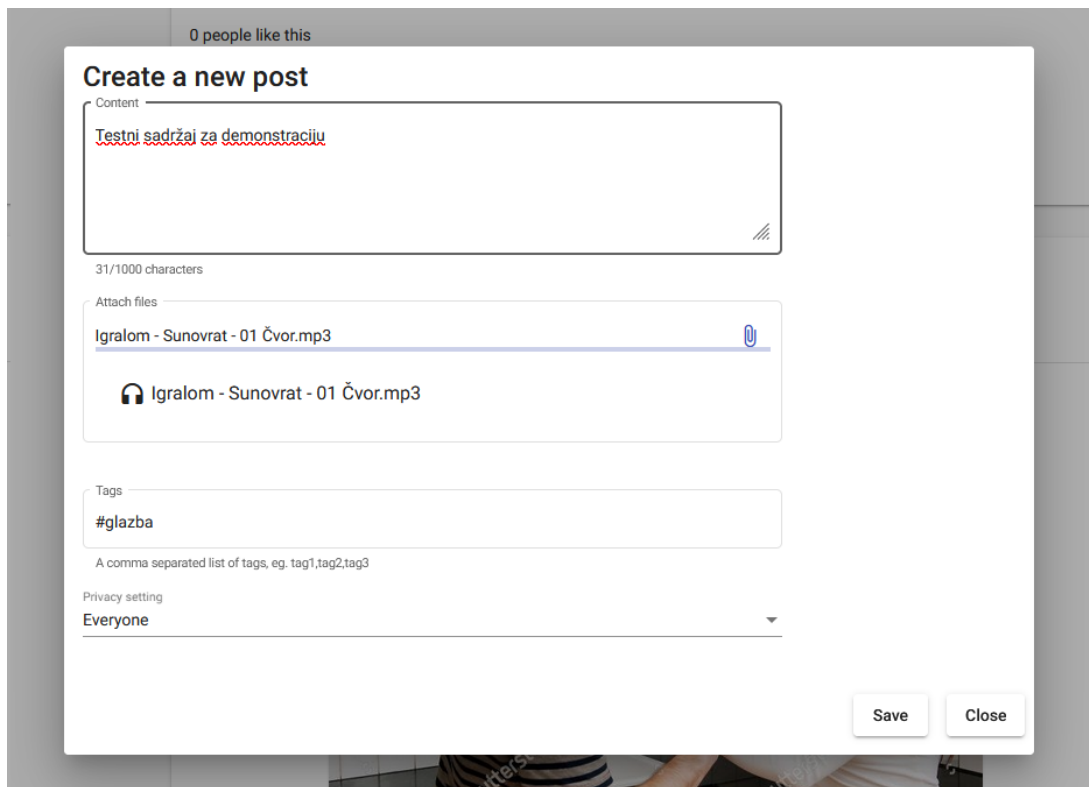 0 people like this
Create a new post
Content
Testni sadržaj za demonstraciju
31/1000 characters
Attach files
Igralom - Sunovrat - 01 Čvor.mp3
Igralom - Sunovrat - 01 Čvor.mp3
Tags
#glazba
A comma separated list of tags, eg. tag1,tag2,tag3
Privacy setting
Everyone
Save
Close